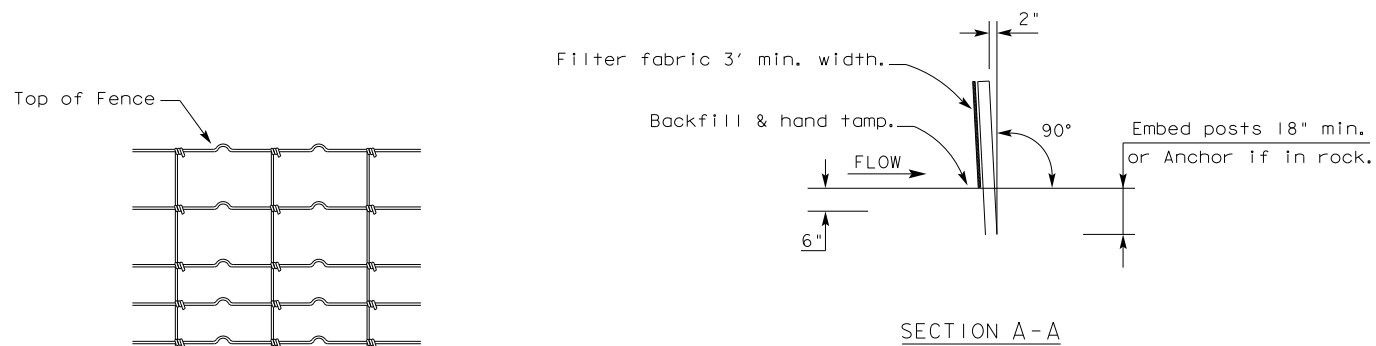 Top of Fence
Filter fabric 3' min. width.
Backfill & hand tamp.
FLOW
6"
2"
90°
Embed posts 18" min.
or Anchor if in rock.
SECTION A-A